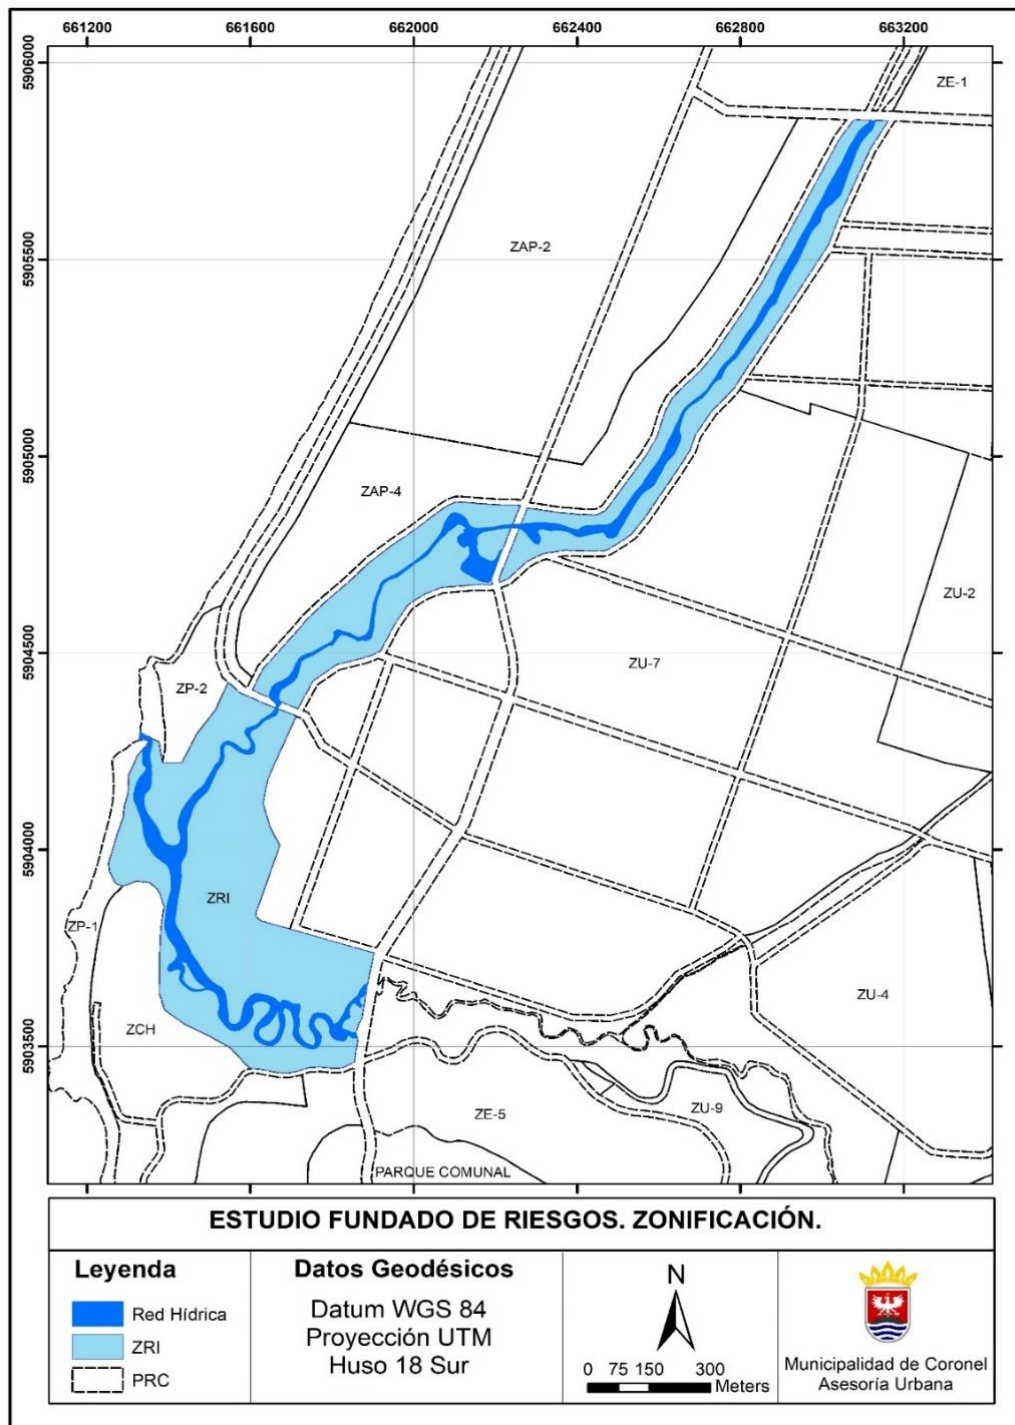 661200 661600 662000 662400 662800 663200
5906000
ZE-1
ZAP-2
5905500
5905000
ZAP-4
ZU-2
5904500
ZU-7
ZP-2
5904000
ZRI
ZP-1
ZU-4
ZCH
5903500
ZE-5
ZU-9
PARQUE COMUNAL
ESTUDIO FUNDADO DE RIESGOS. ZONIFICACIÓN.
Leyenda
Red Hídrica
ZRI
PRC
Datos Geodésicos
Datum WGS 84
Proyección UTM
Huso 18 Sur
N
0 75 150 300
Meters
Municipalidad de Coronel
Asesoría Urbana